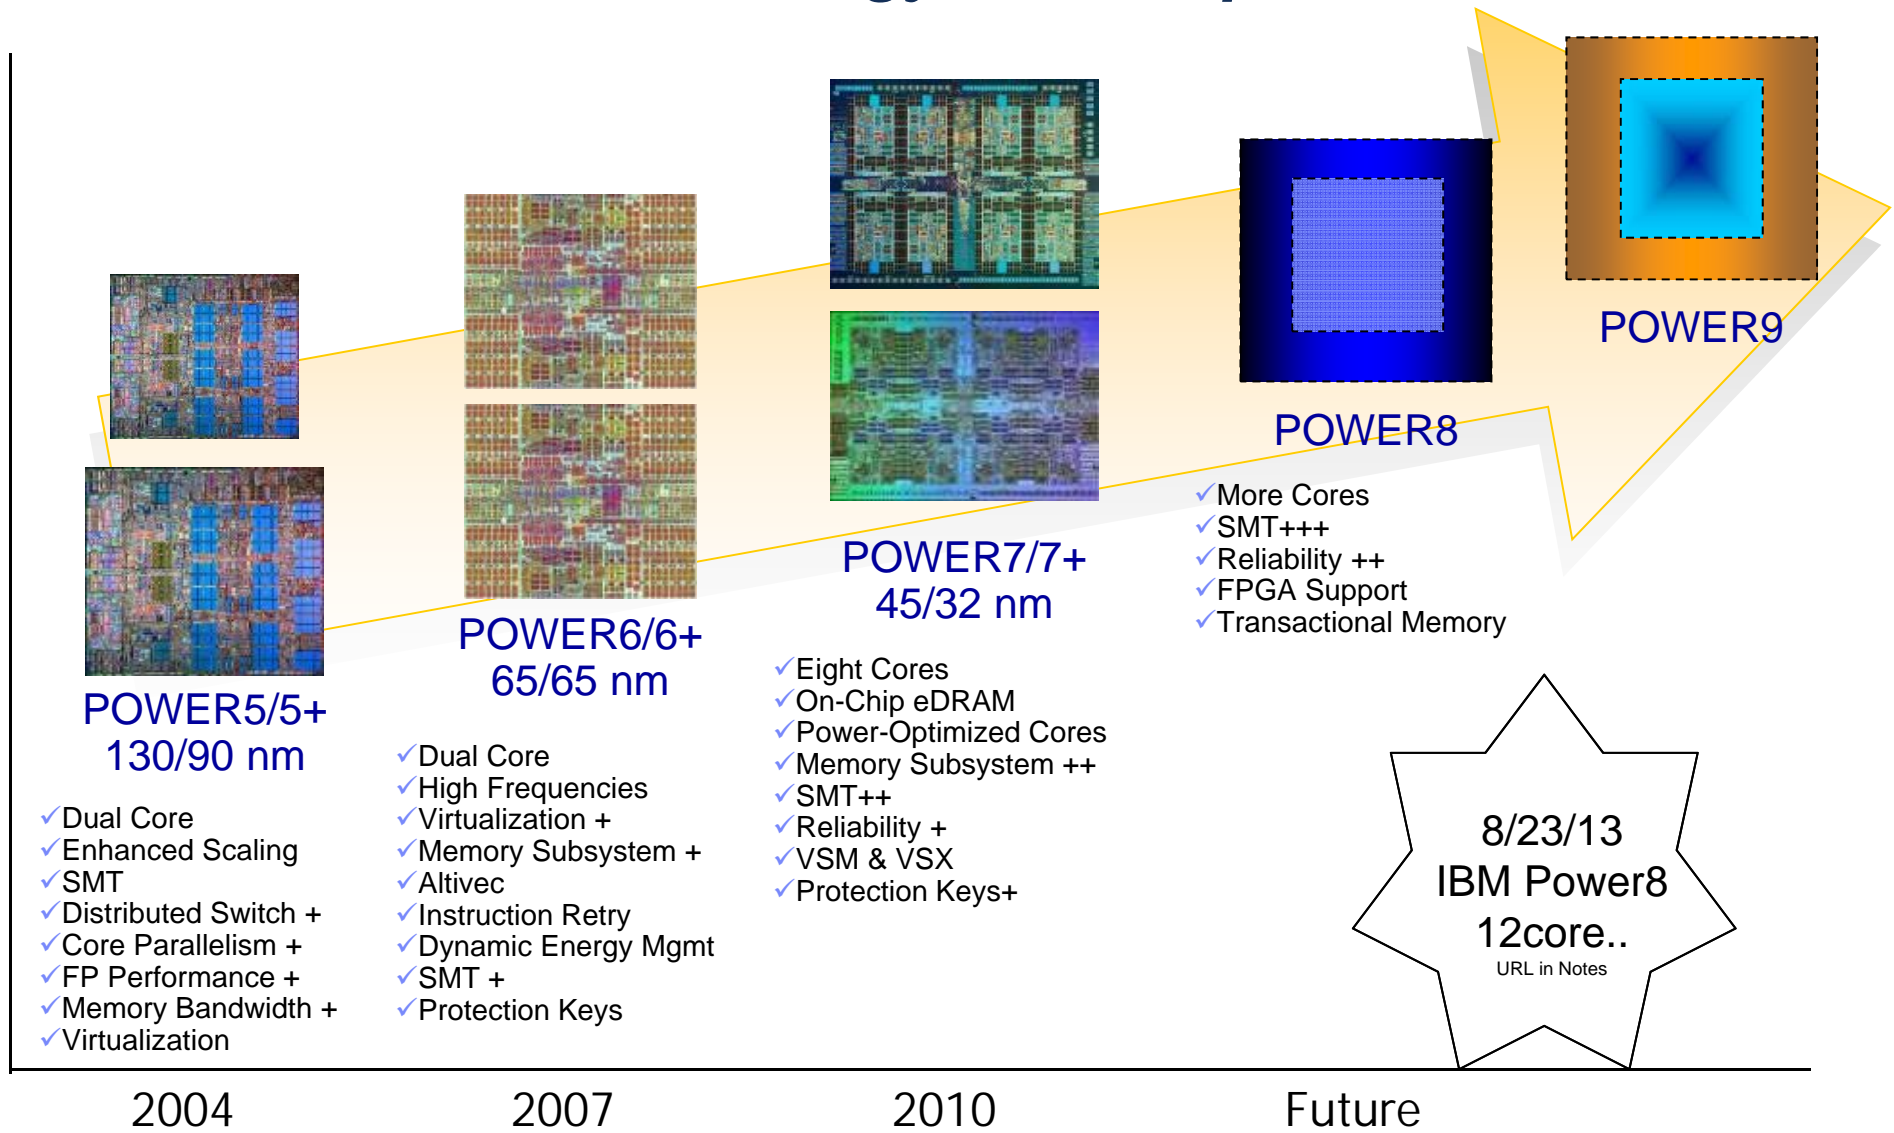 POWER9
POWER8
✓More Cores
✓SMT+++
✓Reliability ++
✓FPGA Support
✓Transactional Memory
POWER7/7+
45/32 nm
✓Eight Cores
✓On-Chip eDRAM
✓Power-Optimized Cores
✓Memory Subsystem ++
✓SMT++
✓Reliability +
✓VSM & VSX
✓Protection Keys+
POWER6/6+
65/65 nm
✓Dual Core
✓High Frequencies
✓Virtualization +
✓Memory Subsystem +
✓Altivec
✓Instruction Retry
✓Dynamic Energy Mgmt
✓SMT +
✓Protection Keys
POWER5/5+
130/90 nm
✓Dual Core
✓Enhanced Scaling
✓SMT
✓Distributed Switch +
✓Core Parallelism +
✓FP Performance +
✓Memory Bandwidth +
✓Virtualization
8/23/13
IBM Power8
12core..
URL in Notes
2004
2007
2010
Future